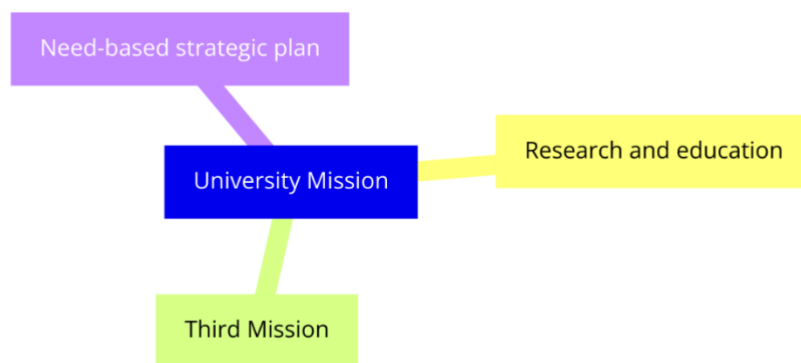 Need-based strategic plan
Research and education
University Mission
Third Mission